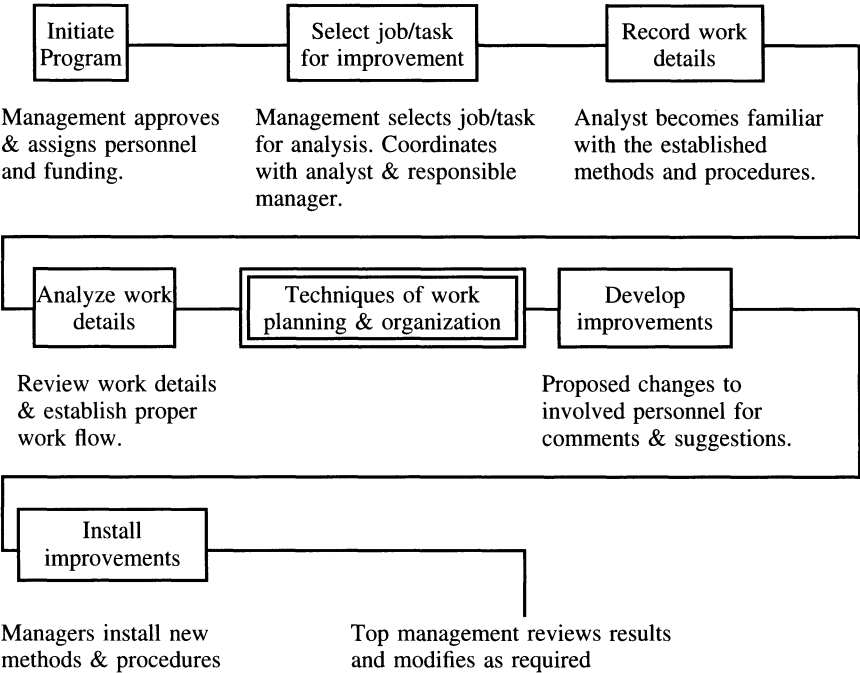 Initiate
Program
Select job/task
for improvement
Record work
details
Management approves
& assigns personnel
and funding.
Management selects job/task
for analysis. Coordinates
with analyst & responsible
manager.
Analyst becomes familiar
with the established
methods and procedures.
Analyze work
details
Techniques of work
planning & organization
Develop
improvements
Review work details
& establish proper
work flow.
Proposed changes to
involved personnel for
comments & suggestions.
Install
improvements
Managers install new
methods & procedures
Top management reviews results
and modifies as required